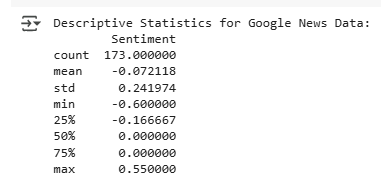 Descriptive Statistics for Google News Data:
Sentiment
count 173.000000
mean -0.072118
std 0.241974
min -0.600000
25% -0.166667
50% 0.000000
75% 0.000000
max 0.550000